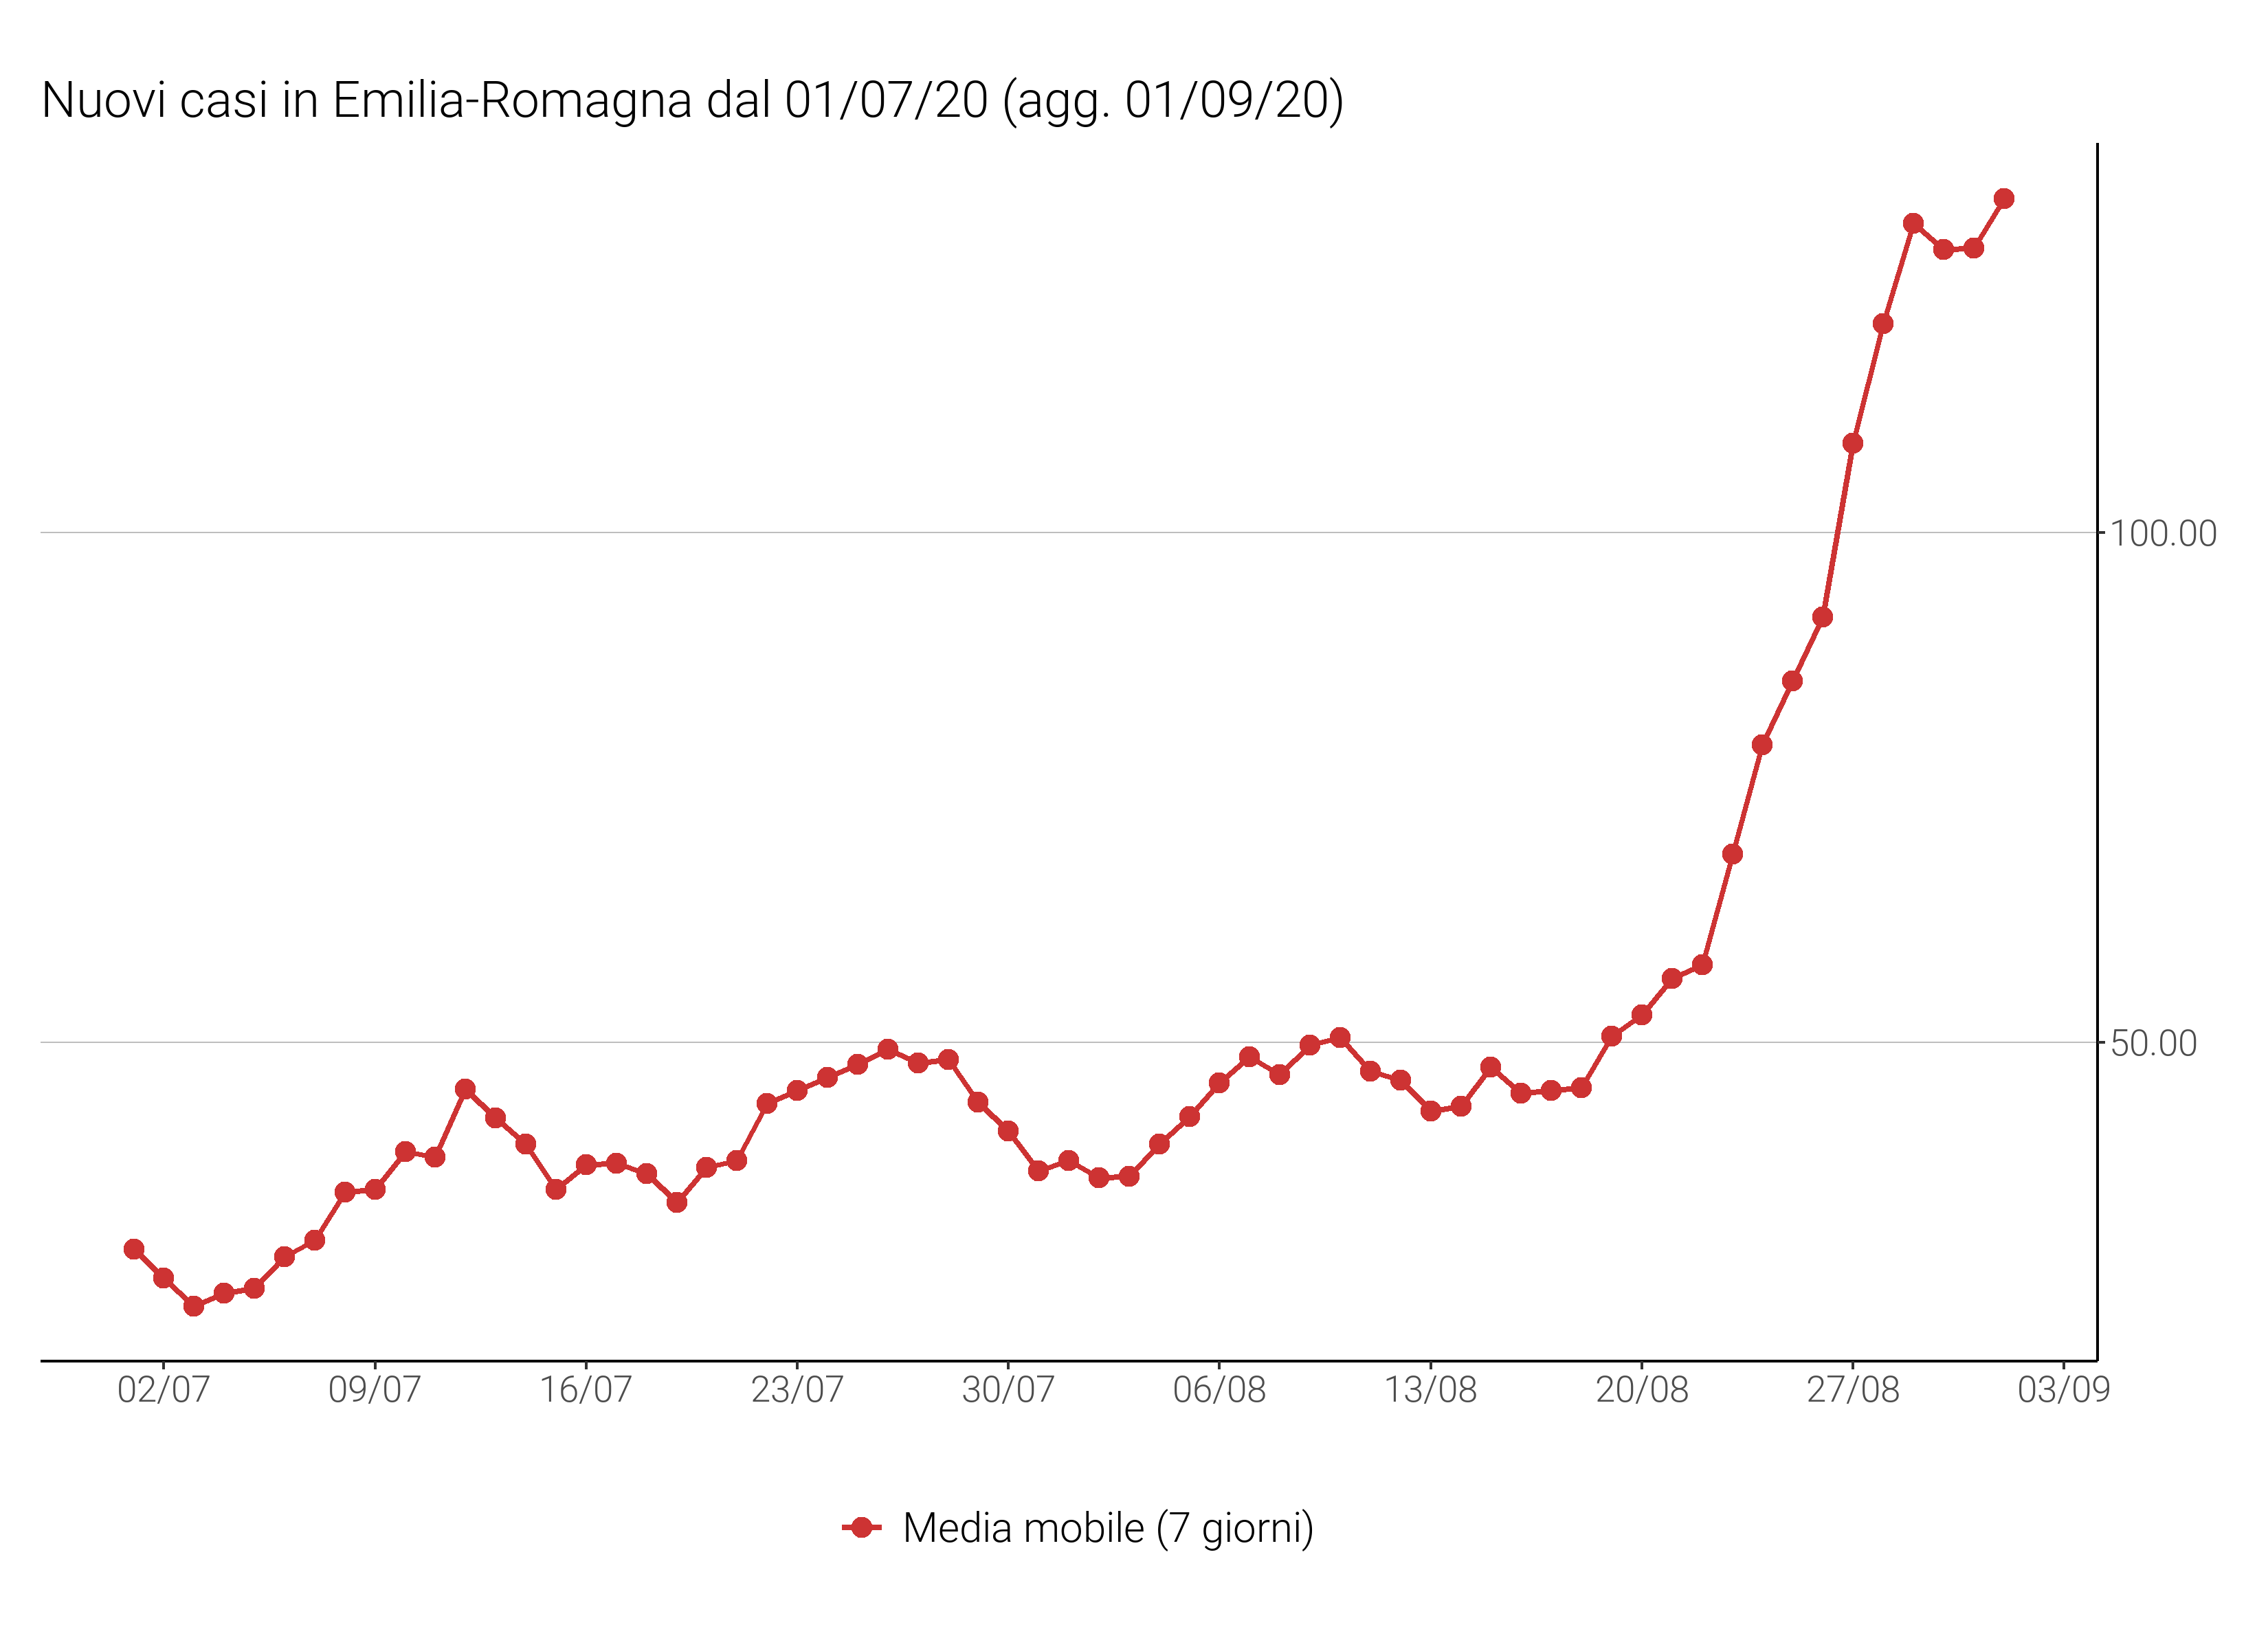 Nuovi casi in Emilia-Romagna dal 01/07/20 (agg. 01/09/20)
100.00
50.00
02/07 09/07 16/07 23/07 30/07 06/08 13/08 20/08 27/08 03/09
Media mobile (7 giorni)